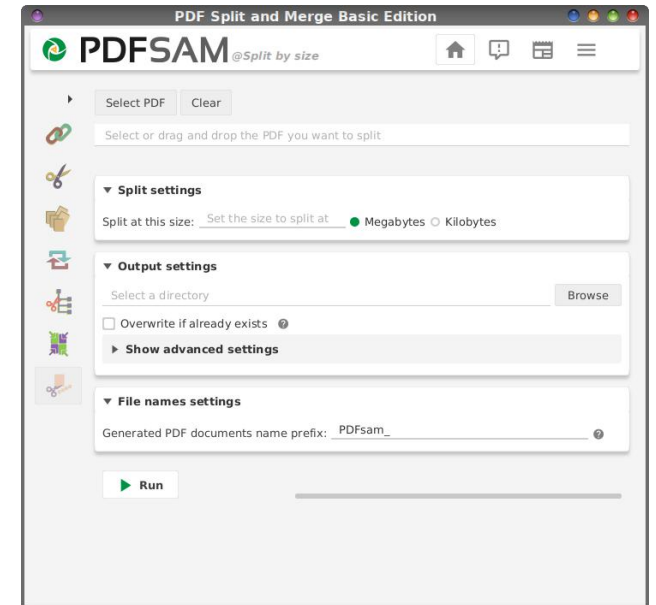 PDF Split and Merge Basic Edition
PDFSAM @Split by size
Select PDF Clear
Select or drag and drop the PDF you want to split
Split settings
Split at this size: Set the size to split at Megabytes Kilobytes
Output settings
Select a directory Browse
Overwrite if already exists
Show advanced settings
File names settings
Generated PDF documents name prefix: PDFsam_
Run